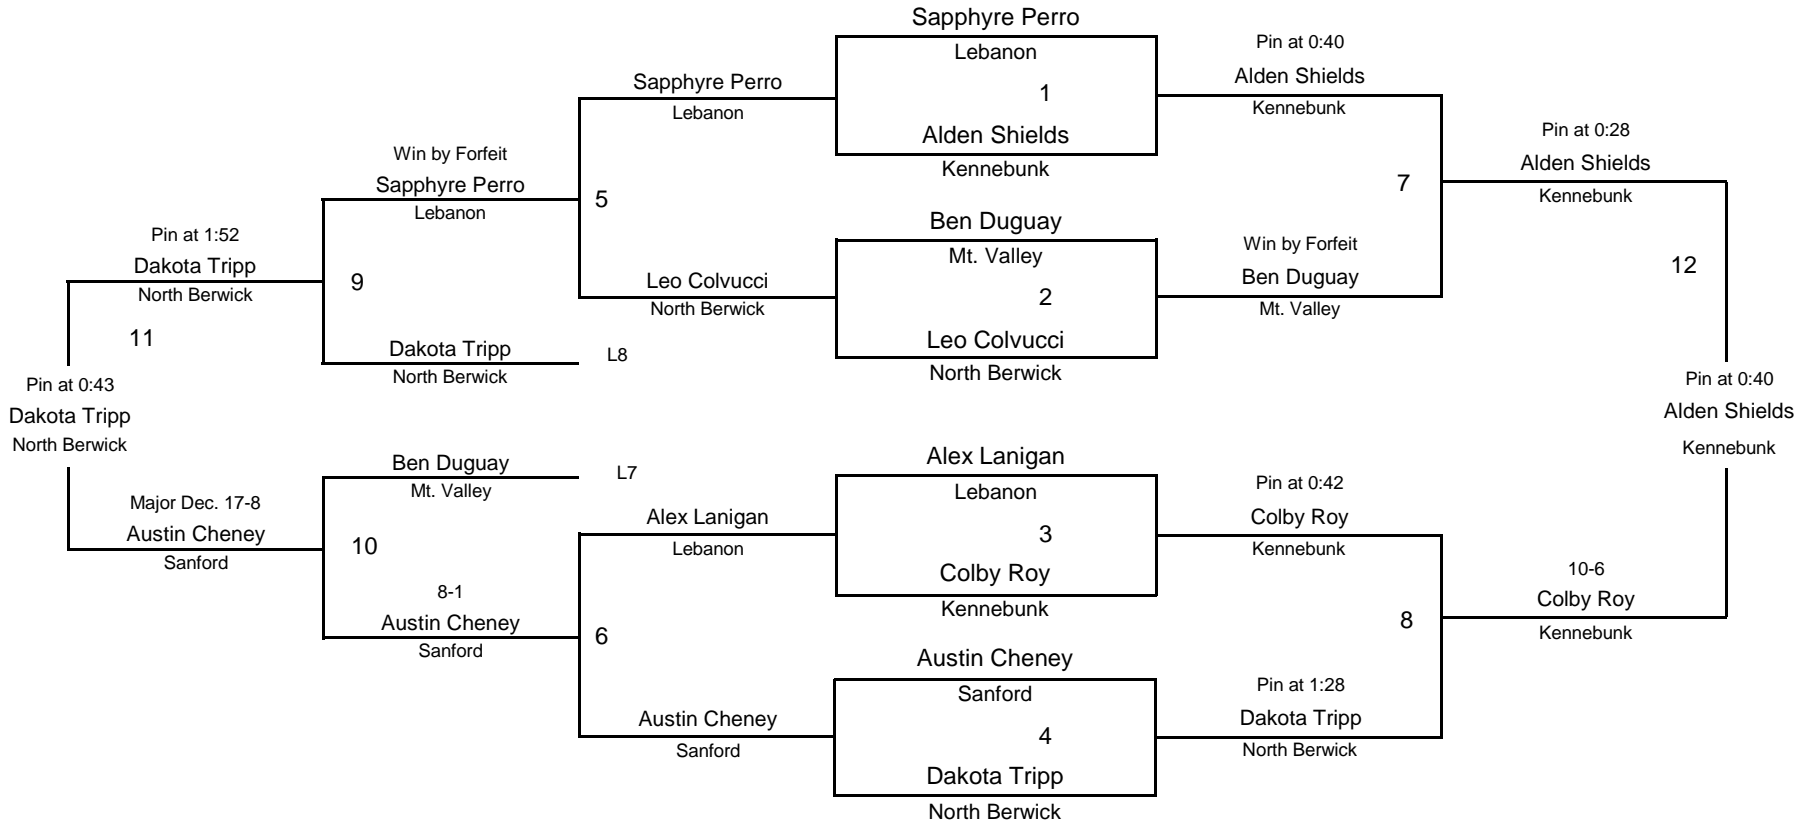 Sapphyre Perro
Lebanon
1
Alden Shields
Kennebunk
Pin at 0:40
Alden Shields
Kennebunk
Sapphyre Perro
Lebanon
Win by Forfeit
Sapphyre Perro
Lebanon
5
Pin at 0:28
Alden Shields
Kennebunk
7
Ben Duguay
Mt. Valley
2
Leo Colvucci
North Berwick
Win by Forfeit
Ben Duguay
Mt. Valley
Leo Colvucci
North Berwick
Pin at 1:52
Dakota Tripp
North Berwick
9
11
12
Dakota Tripp
North Berwick
L8
Pin at 0:43
Dakota Tripp
North Berwick
Pin at 0:40
Alden Shields
Kennebunk
Ben Duguay
Mt. Valley
L7
Alex Lanigan
Lebanon
3
Colby Roy
Kennebunk
Pin at 0:42
Colby Roy
Kennebunk
Alex Lanigan
Lebanon
Major Dec. 17-8
Austin Cheney
Sanford
10
8-1
Austin Cheney
Sanford
6
10-6
Colby Roy
Kennebunk
8
Austin Cheney
Sanford
4
Dakota Tripp
North Berwick
Pin at 1:28
Dakota Tripp
North Berwick
Austin Cheney
Sanford